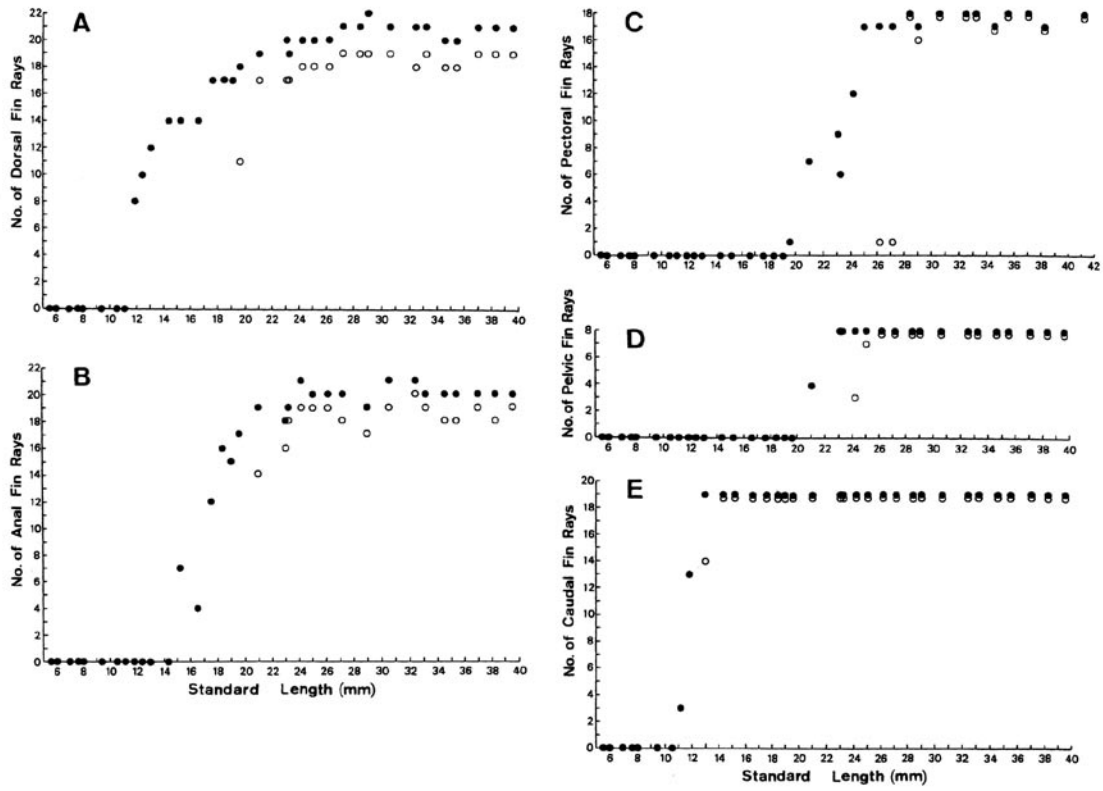 A
No. of Dorsal Fin Rays
22
20
18
16
14
12
10
8
6
4
2
0
6 8 10 12 14 16 18 20 22 24 26 28 30 32 34 36 38 40
B
No. of Anal Fin Rays
22
20
18
16
14
12
10
8
6
4
2
0
6 8 10 12 14 16 18 20 22 24 26 28 30 32 34 36 38 40
Standard Length (mm)
C
No. of Pectoral Fin Rays
18
16
14
12
10
8
6
4
2
0
6 8 10 12 14 16 18 20 22 24 26 28 30 32 34 36 38 40 42
D
No. of Pelvic Fin Rays
8
6
4
2
0
6 8 10 12 14 16 18 20 22 24 26 28 30 32 34 36 38 40
E
No. of Caudal Fin Rays
20
18
16
14
12
10
8
6
4
2
0
6 8 10 12 14 16 18 20 22 24 26 28 30 32 34 36 38 40
Standard Length (mm)